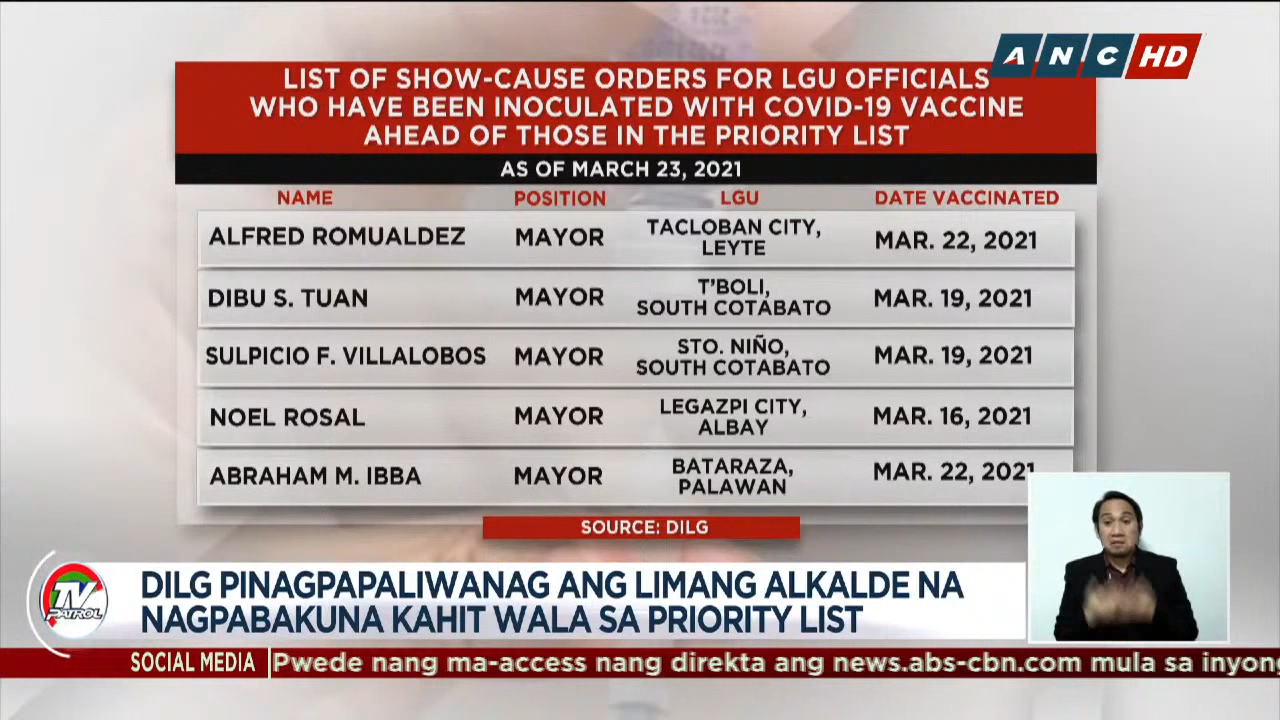 ANC HD
LIST OF SHOW-CAUSE ORDERS FOR LGU OFFICIALS
WHO HAVE BEEN INOCULATED WITH COVID-19 VACCINE
AHEAD OF THOSE IN THE PRIORITY LIST
AS OF MARCH 23, 2021
NAME POSITION LGU DATE VACCINATED
ALFRED ROMUALDEZ MAYOR TACLOBAN CITY, LEYTE MAR. 22, 2021
DIBU S. TUAN MAYOR T'BOLI, SOUTH COTABATO MAR. 19, 2021
SULPICIO F. VILLALOBOS MAYOR STO. NIÑO, SOUTH COTABATO MAR. 19, 2021
NOEL ROSAL MAYOR LEGAZPI CITY, ALBAY MAR. 16, 2021
ABRAHAM M. IBBA MAYOR BATARAZA, PALAWAN MAR. 22, 2021
SOURCE: DILG
TV PATROL
DILG PINAGPAPALIWANAG ANG LIMANG ALKALDE NA
NAGPABAKUNA KAHIT WALA SA PRIORITY LIST
SOCIAL MEDIA Pwede nang ma-access nang direkta ang news.abs-cbn.com mula sa inyong